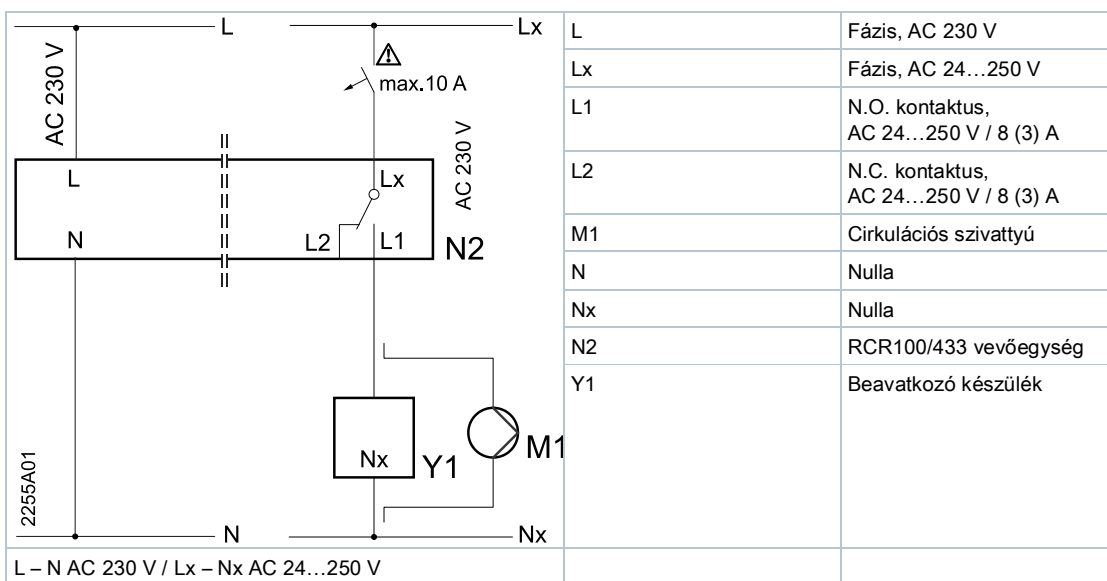 L
Lx
AC 230 V
max.10 A
AC 230 V
L
Lx
N
L2
L1
N2
Nx
Y1
M1
2255A01
N
Nx
L – N AC 230 V / Lx – Nx AC 24…250 V
L Fázis, AC 230 V
Lx Fázis, AC 24…250 V
L1 N.O. kontaktus,
AC 24…250 V / 8 (3) A
L2 N.C. kontaktus,
AC 24…250 V / 8 (3) A
M1 Cirkulációs szivattyú
N Nulla
Nx Nulla
N2 RCR100/433 vevőegység
Y1 Beavatkozó készülék